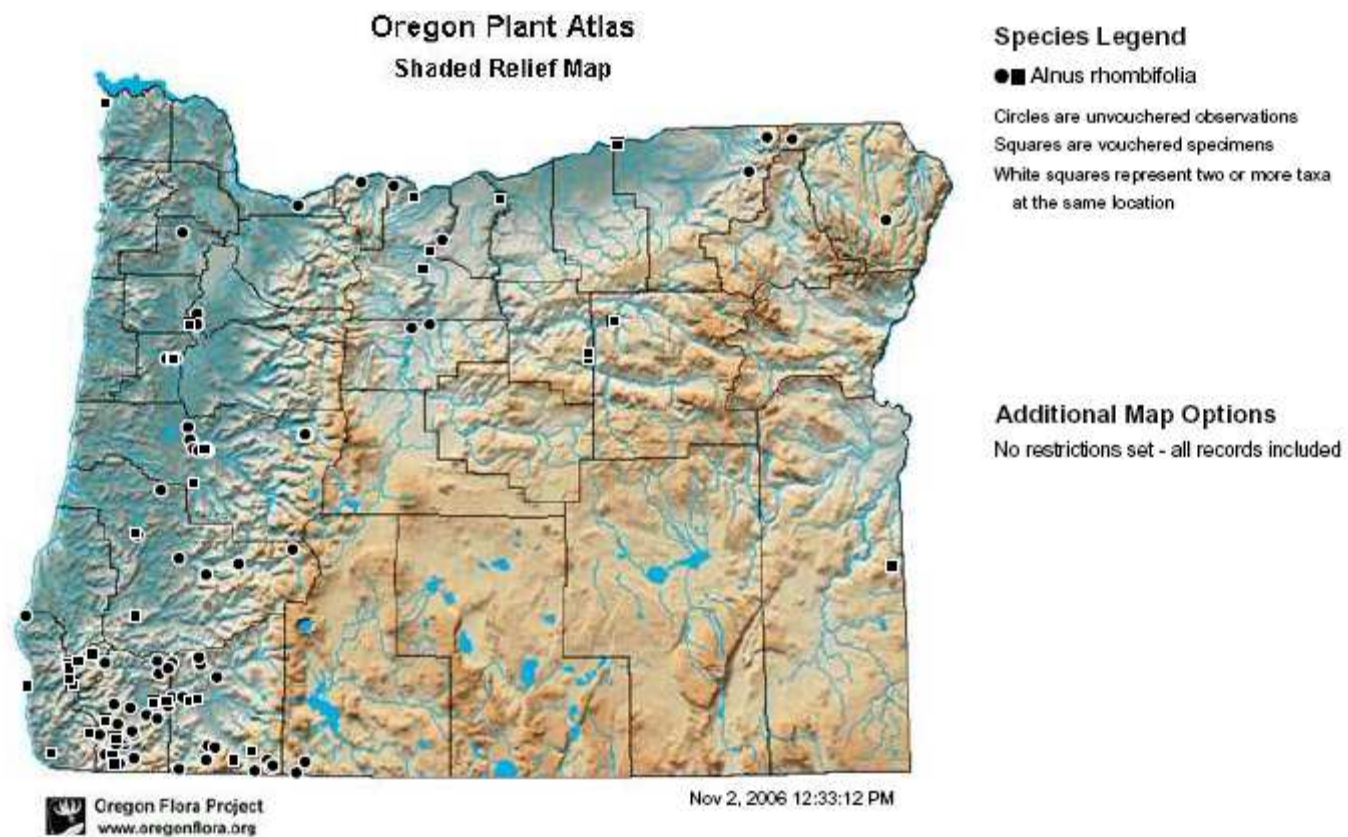 Oregon Plant Atlas
Shaded Relief Map
Species Legend
Alnus rhombifolia
Circles are unvouchered observations
Squares are vouchered specimens
White squares represent two or more taxa
at the same location
Additional Map Options
No restrictions set - all records included
Nov 2, 2006 12:33:12 PM
Oregon Flora Project
www.oregonflora.org